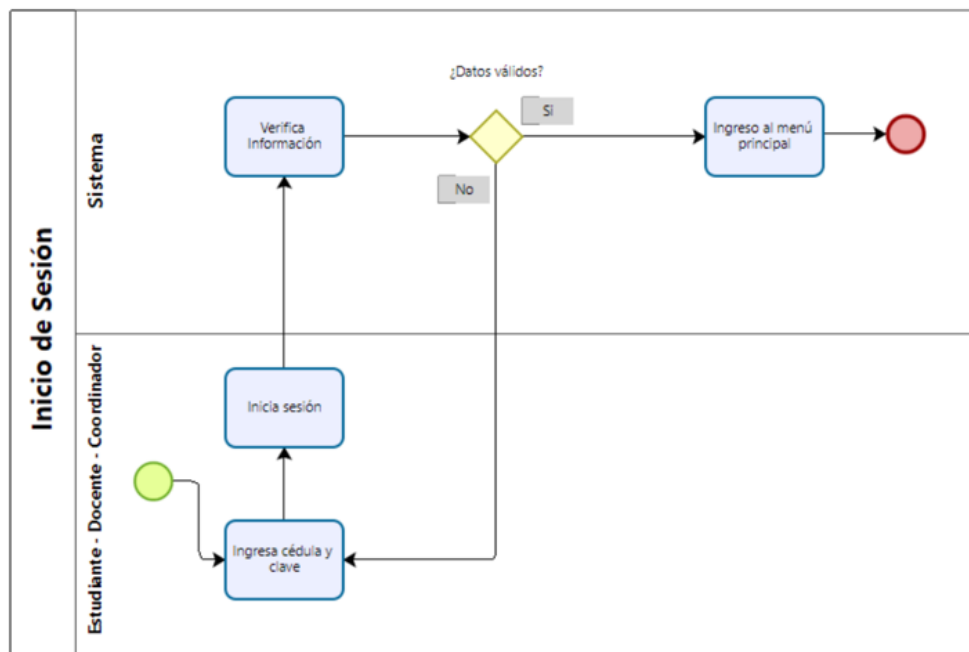 Inicio de Sesión
Sistema
¿Datos válidos?
Verifica
Información
Si
No
Ingreso al menú
principal
Estudiante - Docente - Coordinador
Inicia sesión
Ingresa cédula y
clave